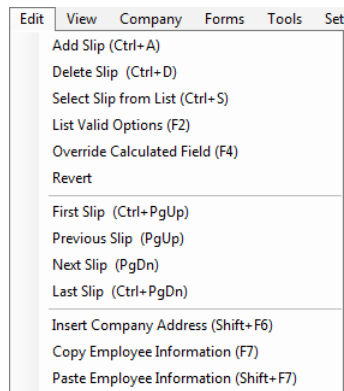 Edit View Company Forms Tools Set
Add Slip (Ctrl+A)
Delete Slip (Ctrl+D)
Select Slip from List (Ctrl+S)
List Valid Options (F2)
Override Calculated Field (F4)
Revert
First Slip (Ctrl+PgUp)
Previous Slip (PgUp)
Next Slip (PgDn)
Last Slip (Ctrl+PgDn)
Insert Company Address (Shift+F6)
Copy Employee Information (F7)
Paste Employee Information (Shift+F7)